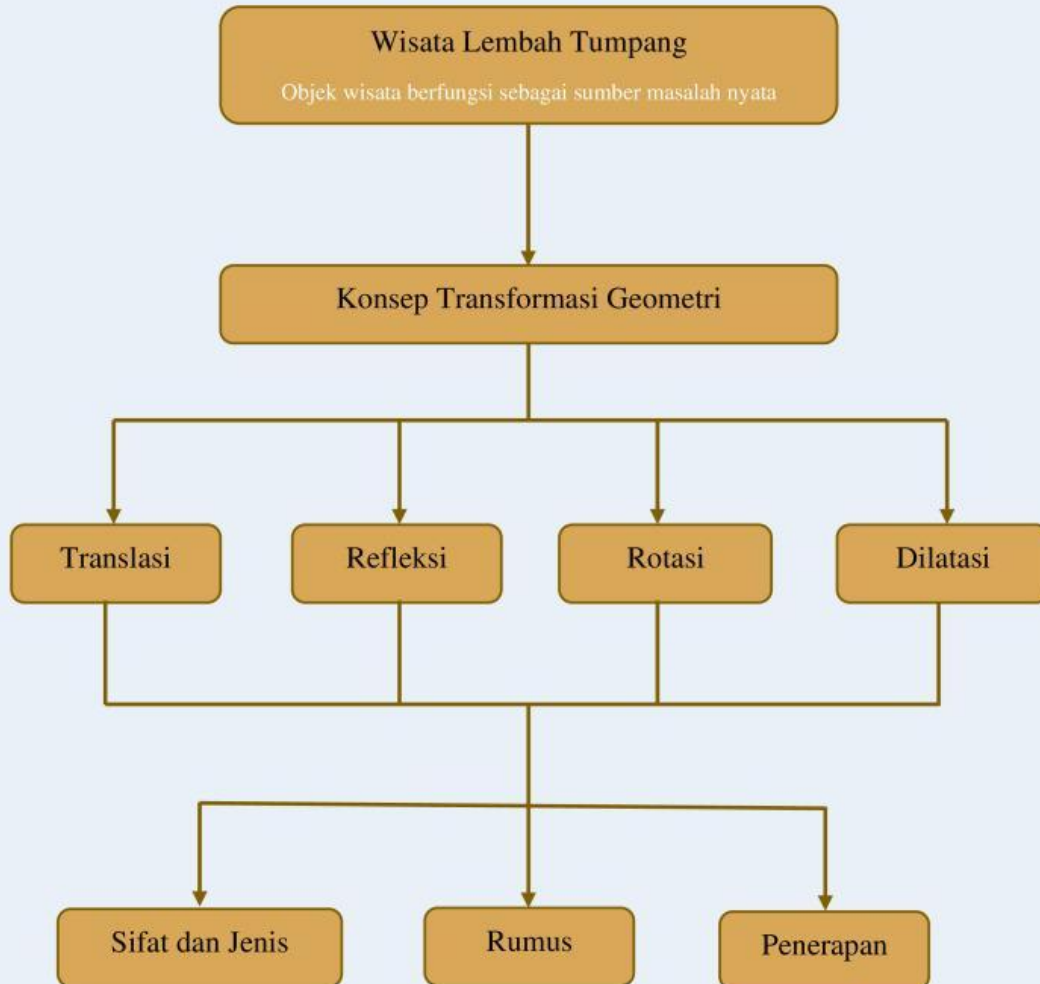 Wisata Lembah Tumpang
Objek wisata berfungsi sebagai sumber masalah nyata
Konsep Transformasi Geometri
Translasi
Refleksi
Rotasi
Dilatasi
Sifat dan Jenis
Rumus
Penerapan